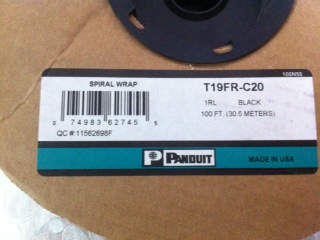 105N55
SPIRAL WRAP
T19FR-C20
1RL BLACK
100 FT. (30.5 METERS)
0 74983 62745 5
QC #: 11562698F
PANDUIT
MADE IN USA